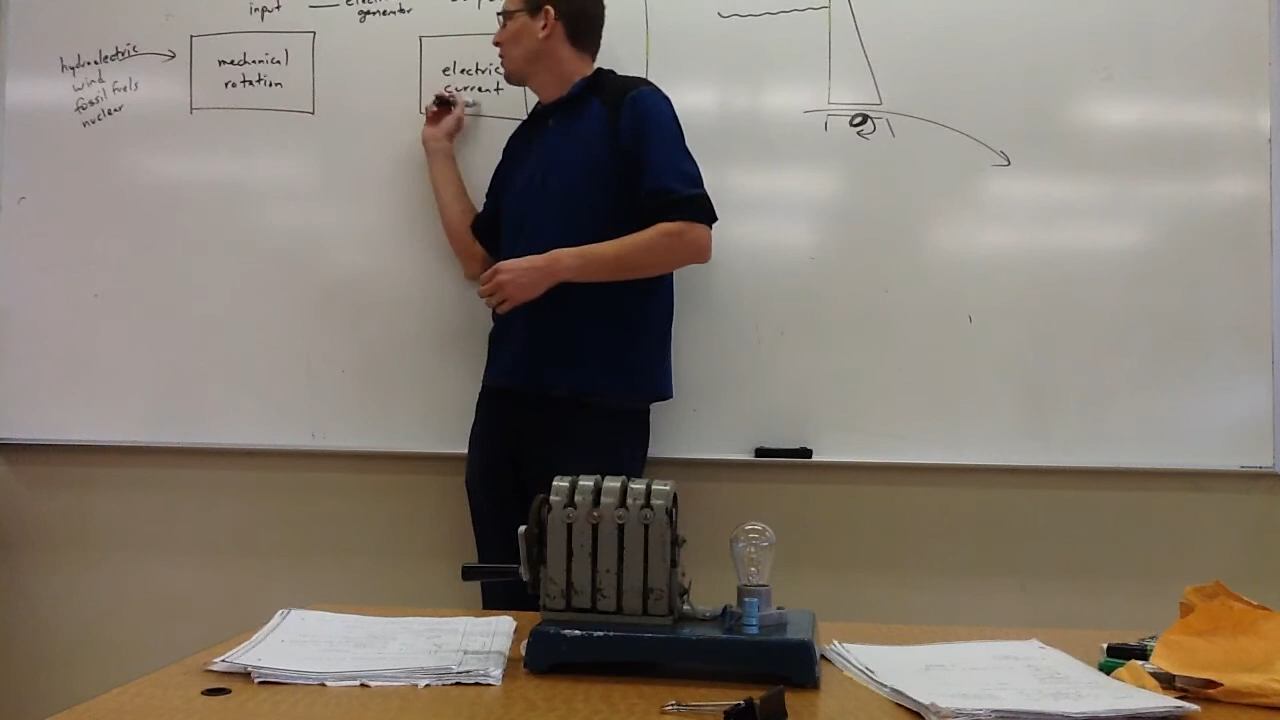 input
generator
hydroelectric
wind
fossil fuels
nuclear
mechanical
rotation
electric
current